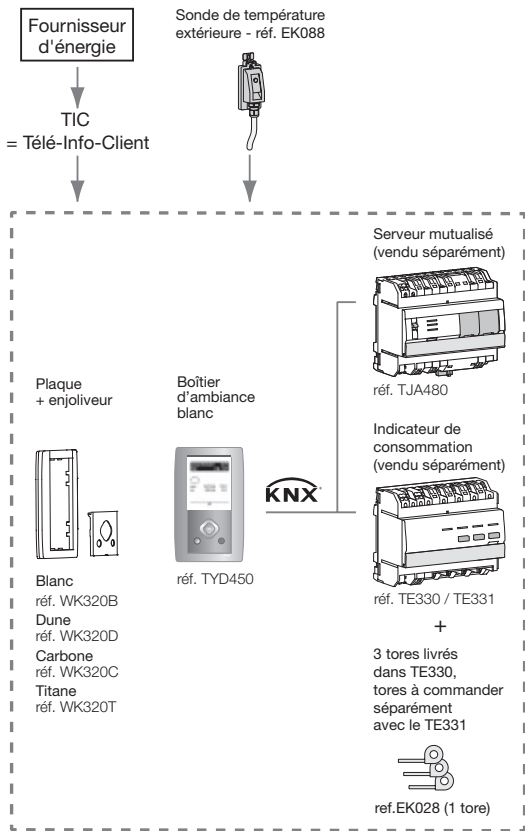 Fournisseur
d'énergie
Sonde de température
extérieure - réf. EK088
TIC
= Télé-Info-Client
Serveur mutualisé
(vendu séparément)
réf. TJA480
Plaque
+ enjoliveur
Boîtier
d'ambiance
blanc
Indicateur de
consommation
(vendu séparément)
KNX
réf. TYD450
Blanc
réf. WK320B
Dune
réf. WK320D
Carbone
réf. WK320C
Titane
réf. WK320T
réf. TE330 / TE331
+
3 tores livrés
dans TE330,
tores à commander
séparément
avec le TE331
ref.EK028 (1 tore)